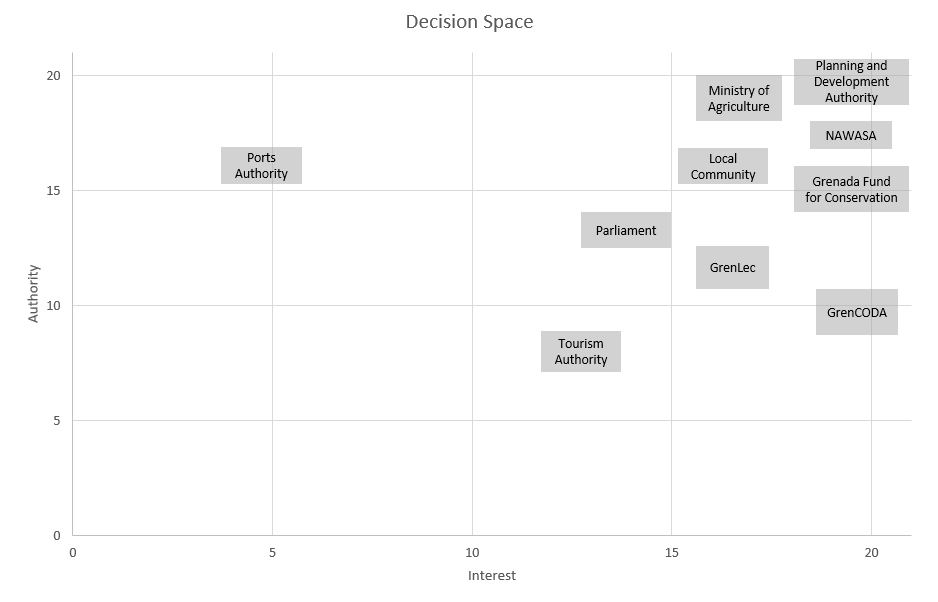 Decision Space
20
Planning and
Development
Authority
Ministry of
Agriculture
NAWASA
Ports
Authority
Local
Community
15
Grenada Fund
for Conservation
Parliament
GrenLec
Authority
10
GrenCODA
Tourism
Authority
5
0
0 5 10 15 20
Interest